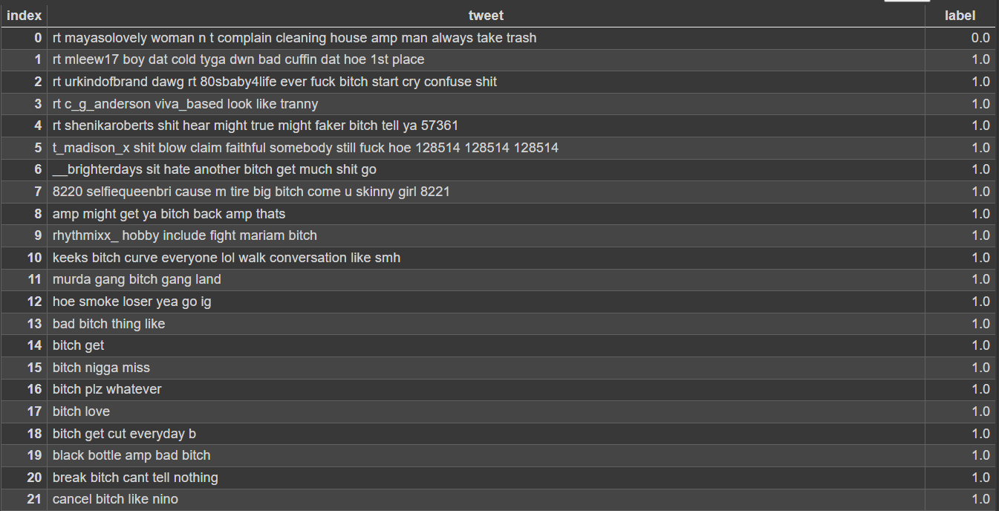 index tweet label
0 rt mayasolovely woman n t complain cleaning house amp man always take trash 0.0
1 rt mleew17 boy dat cold tyga dwn bad cuffin dat hoe 1st place 1.0
2 rt urkindofbrand dawg rt 80sbaby4life ever fuck bitch start cry confuse shit 1.0
3 rt c_g_anderson viva_based look like tranny 1.0
4 rt shenikaroberts shit hear might true might faker bitch tell ya 57361 1.0
5 t_madison_x shit blow claim faithful somebody still fuck hoe 128514 128514 128514 1.0
6 __brighterdays sit hate another bitch get much shit go 1.0
7 8220 selfiequeenbri cause m tire big bitch come u skinny girl 8221 1.0
8 amp might get ya bitch back amp thats 1.0
9 rhythmixx_ hobby include fight mariam bitch 1.0
10 keeks bitch curve everyone lol walk conversation like smh 1.0
11 murda gang bitch gang land 1.0
12 hoe smoke loser yea go ig 1.0
13 bad bitch thing like 1.0
14 bitch get 1.0
15 bitch nigga miss 1.0
16 bitch plz whatever 1.0
17 bitch love 1.0
18 bitch get cut everyday b 1.0
19 black bottle amp bad bitch 1.0
20 break bitch cant tell nothing 1.0
21 cancel bitch like nino 1.0